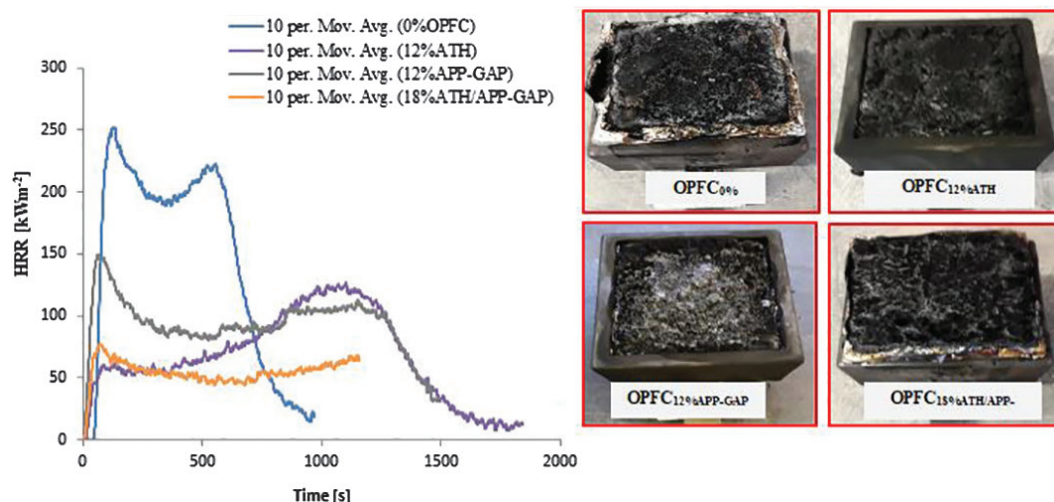 10 per. Mov. Avg. (0%OPFC)
10 per. Mov. Avg. (12%ATH)
10 per. Mov. Avg. (12%APP-GAP)
10 per. Mov. Avg. (18%ATH/APP-GAP)
HRR [kWm-2]
300
250
200
150
100
50
0
0 500 1000 1500 2000
Time [s]
OPFC0%
OPFC12%ATH
OPFC12%APP-GAP
OPFC18%ATH/APP-